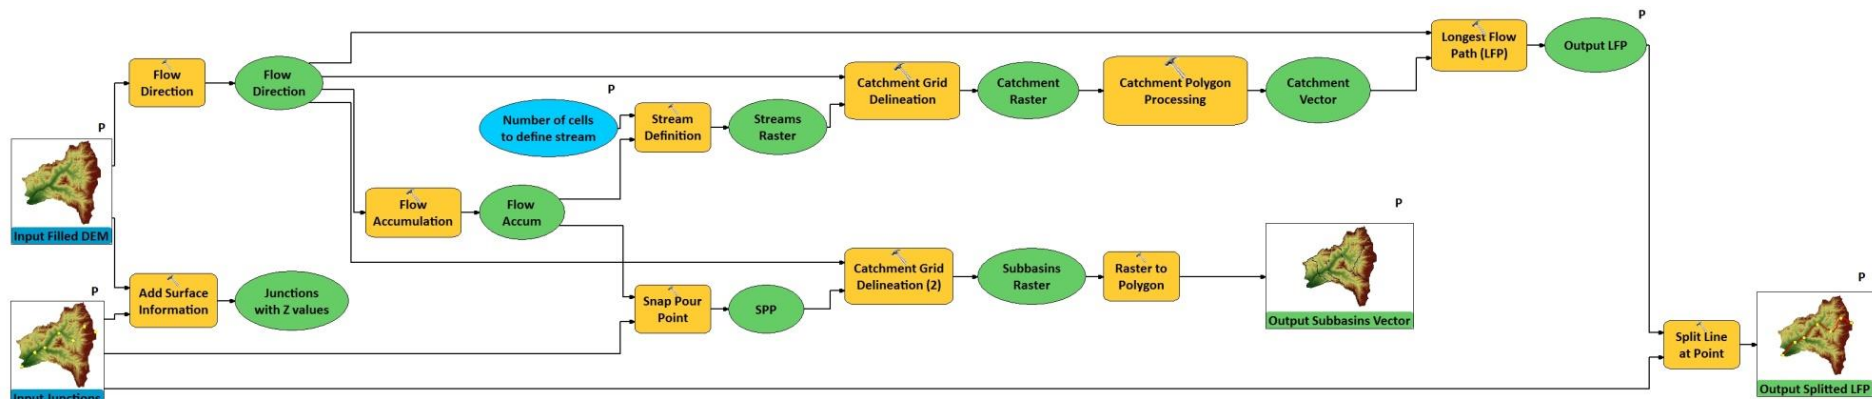 P
Longest Flow
Path (LFP)
Output LFP
Flow
Direction
Flow
Direction
P
Catchment Grid
Delineation
Catchment
Raster
Catchment Polygon
Processing
Catchment
Vector
Number of cells
to define stream
Stream
Definition
Streams
Raster
P
Input Filled DEM
Flow
Accumulation
Flow
Accum
P
Catchment Grid
Delineation (2)
Subbasins
Raster
Raster to
Polygon
Output Subbasins Vector
P
Add Surface
Information
Junctions
with Z values
Snap Pour
Point
SPP
P
Input Junctions
Split Line
at Point
Output Splitted LFP